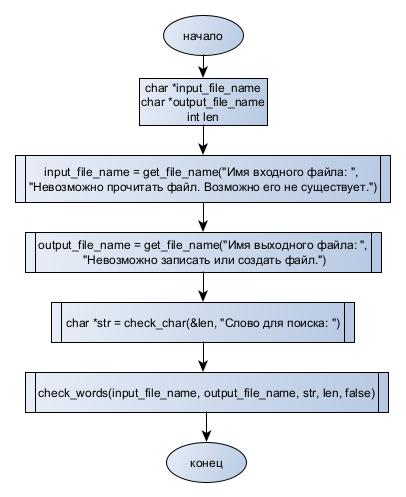 начало
char *input_file_name
char *output_file_name
int len
input_file_name = get_file_name("Имя входного файла: ",
"Невозможно прочитать файл. Возможно его не существует.")
output_file_name = get_file_name("Имя выходного файла: ",
"Невозможно записать или создать файл.")
char *str = check_char(&len, "Слово для поиска: ")
check_words(input_file_name, output_file_name, str, len, false)
конец